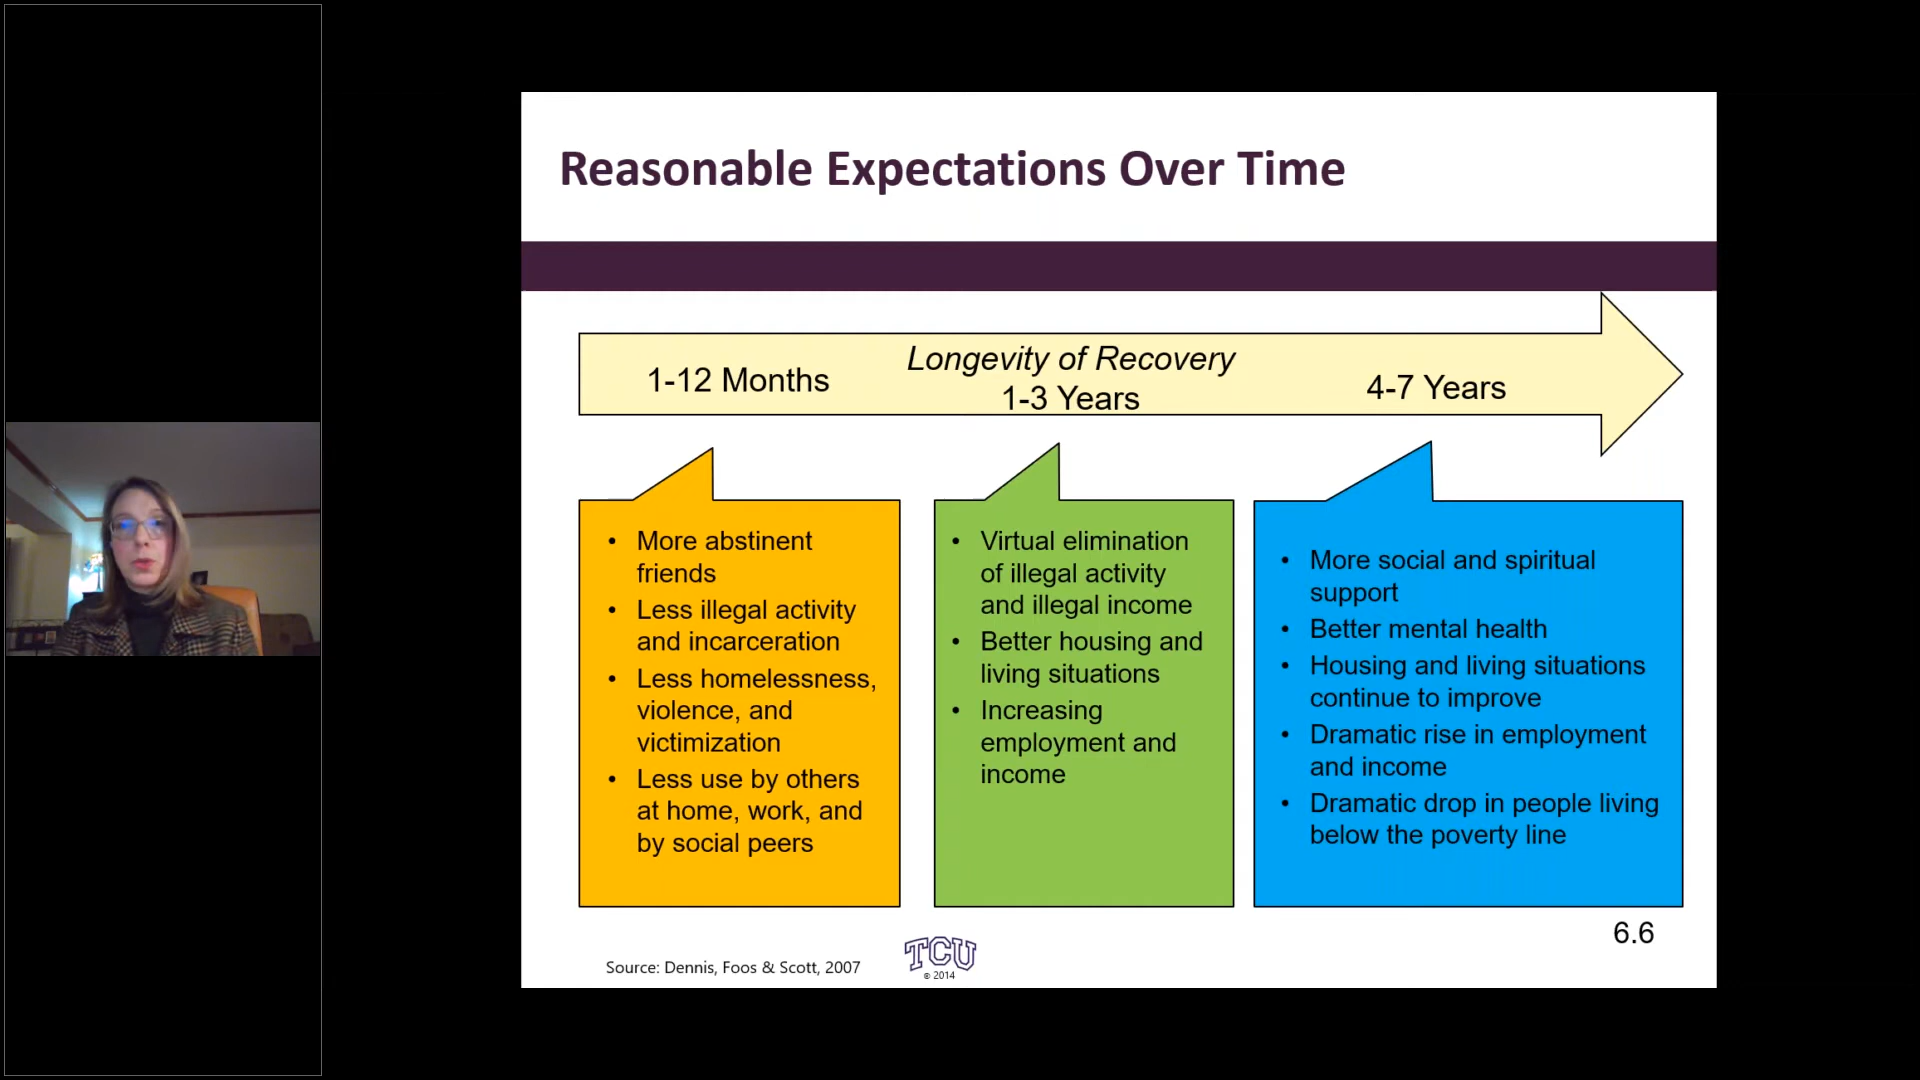 Reasonable Expectations Over Time
Longevity of Recovery
1-12 Months
1-3 Years
4-7 Years
• More abstinent
friends
• Less illegal activity
and incarceration
• Less homelessness,
violence, and
victimization
• Less use by others
at home, work, and
by social peers
• Virtual elimination
of illegal activity
and illegal income
• Better housing and
living situations
• Increasing
employment and
income
• More social and spiritual
support
• Better mental health
• Housing and living situations
continue to improve
• Dramatic rise in employment
and income
• Dramatic drop in people living
below the poverty line
6.6
Source: Dennis, Foos & Scott, 2007
TCU
© 2014